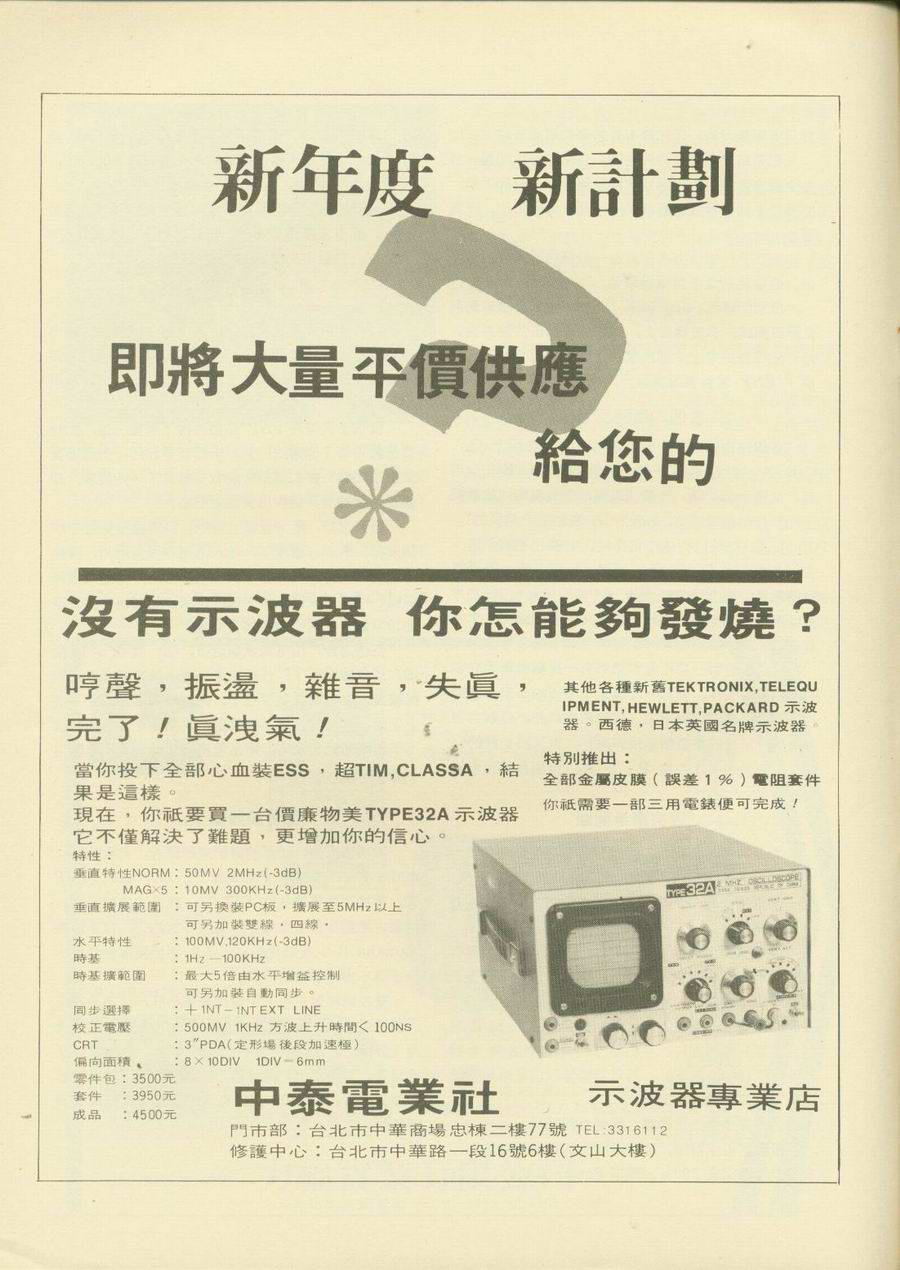 新年度 新計劃
即將大量平價供應
給您的
沒有示波器 你怎能夠發燒？
哼聲，振盪，雜音，失眞，
完了！眞洩氣！
當你投下全部心血裝ESS，超TIM,CLASSA，結
果是這樣。
現在，你祇要買一台價廉物美TYPE32A示波器
它不僅解決了難題，更增加你的信心。
其他各種新舊TEKTRONIX,TELEQU
IPMENT,HEWLETT,PACKARD 示波
器。西德，日本英國名牌示波器。
特別推出：
全部金屬皮膜（誤差1％）電阻套件
你祇需要一部三用電錶便可完成！
特性：
垂直特性NORM：50MV 2MHz(-3dB)
MAG×5：10MV 300KHz(-3dB)
垂直擴展範圍：可另換裝PC板，擴展至5MHz以上
可另加裝雙線，四線，
水平特性：100MV,120KHz(-3dB)
時基：1Hz—100KHz
時基擴範圍：最大5倍由水平增益控制
可另加裝自動同步。
同步選擇：＋1NT－1NT EXT LINE
校正電壓：500MV 1KHz 方波上升時間＜100NS
CRT：3″PDA(定形場後段加速極)
偏向面積：8×10DIV 1DIV＝6mm
零件包：3500元
套件：3950元
成品：4500元
TYPE 32A
2 MHZ OSCILLOSCOPE
中泰電業社 示波器專業店
門市部：台北市中華商場忠棟二樓77號 TEL:3316112
修護中心：台北市中華路一段16號6樓(文山大樓)